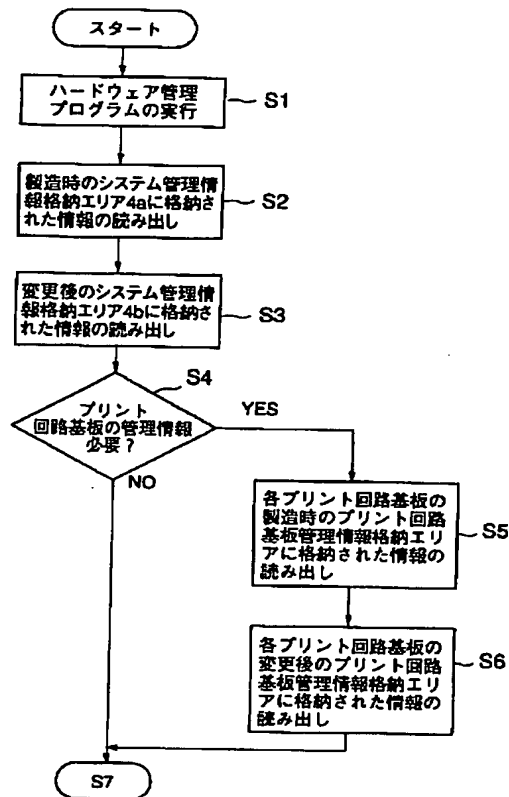 スタート
ハードウェア管理
プログラムの実行
S1
製造時のシステム管理情
報格納エリア4aに格納さ
れた情報の読み出し
S2
変更後のシステム管理情
報格納エリア4bに格納さ
れた情報の読み出し
S3
S4
プリント
回路基板の管理情報
必要?
YES
NO
各プリント回路基板の
製造時のプリント回路
基板管理情報格納エリ
アに格納された情報の
読み出し
S5
各プリント回路基板の
変更後のプリント回路
基板管理情報格納エリ
アに格納された情報の
読み出し
S6
S7